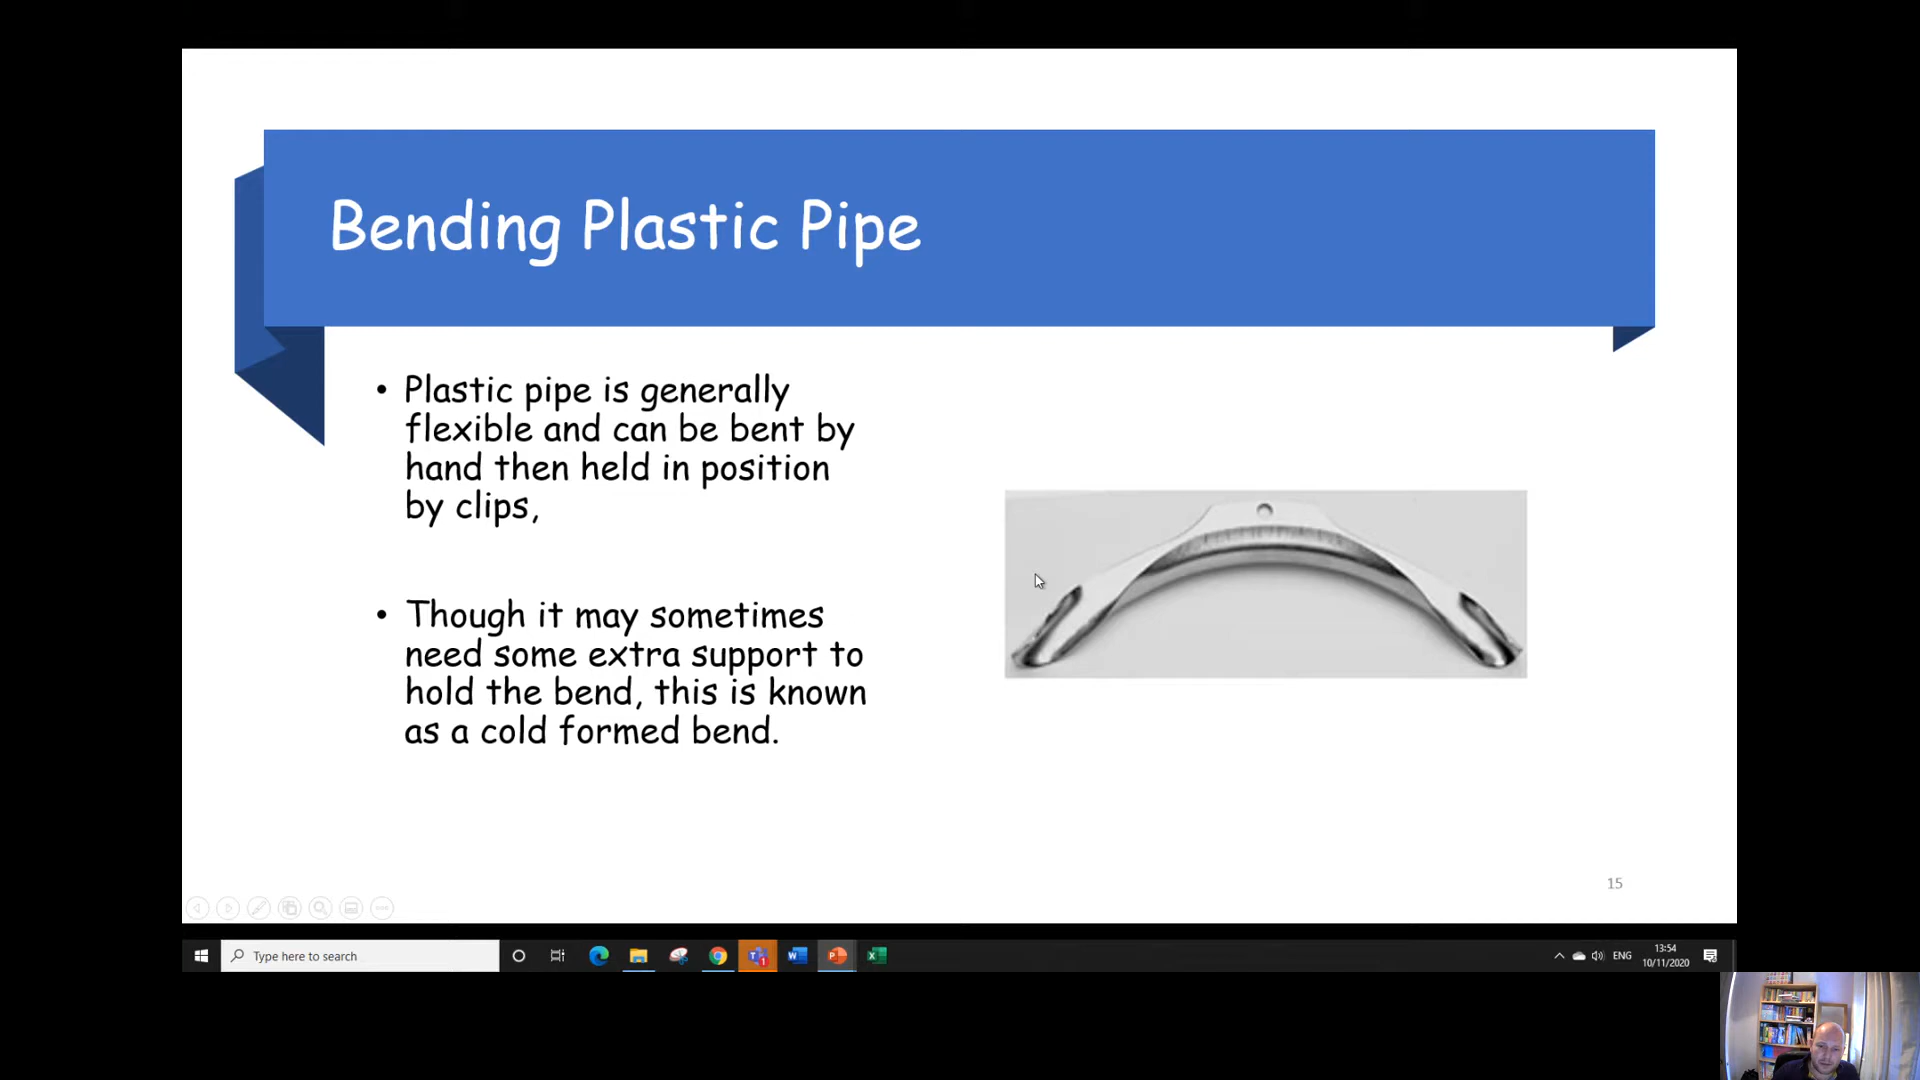 Bending Plastic Pipe
• Plastic pipe is generally
flexible and can be bent by
hand then held in position
by clips,
• Though it may sometimes
need some extra support to
hold the bend, this is known
as a cold formed bend.
15
Type here to search
ENG
13:54
10/11/2020